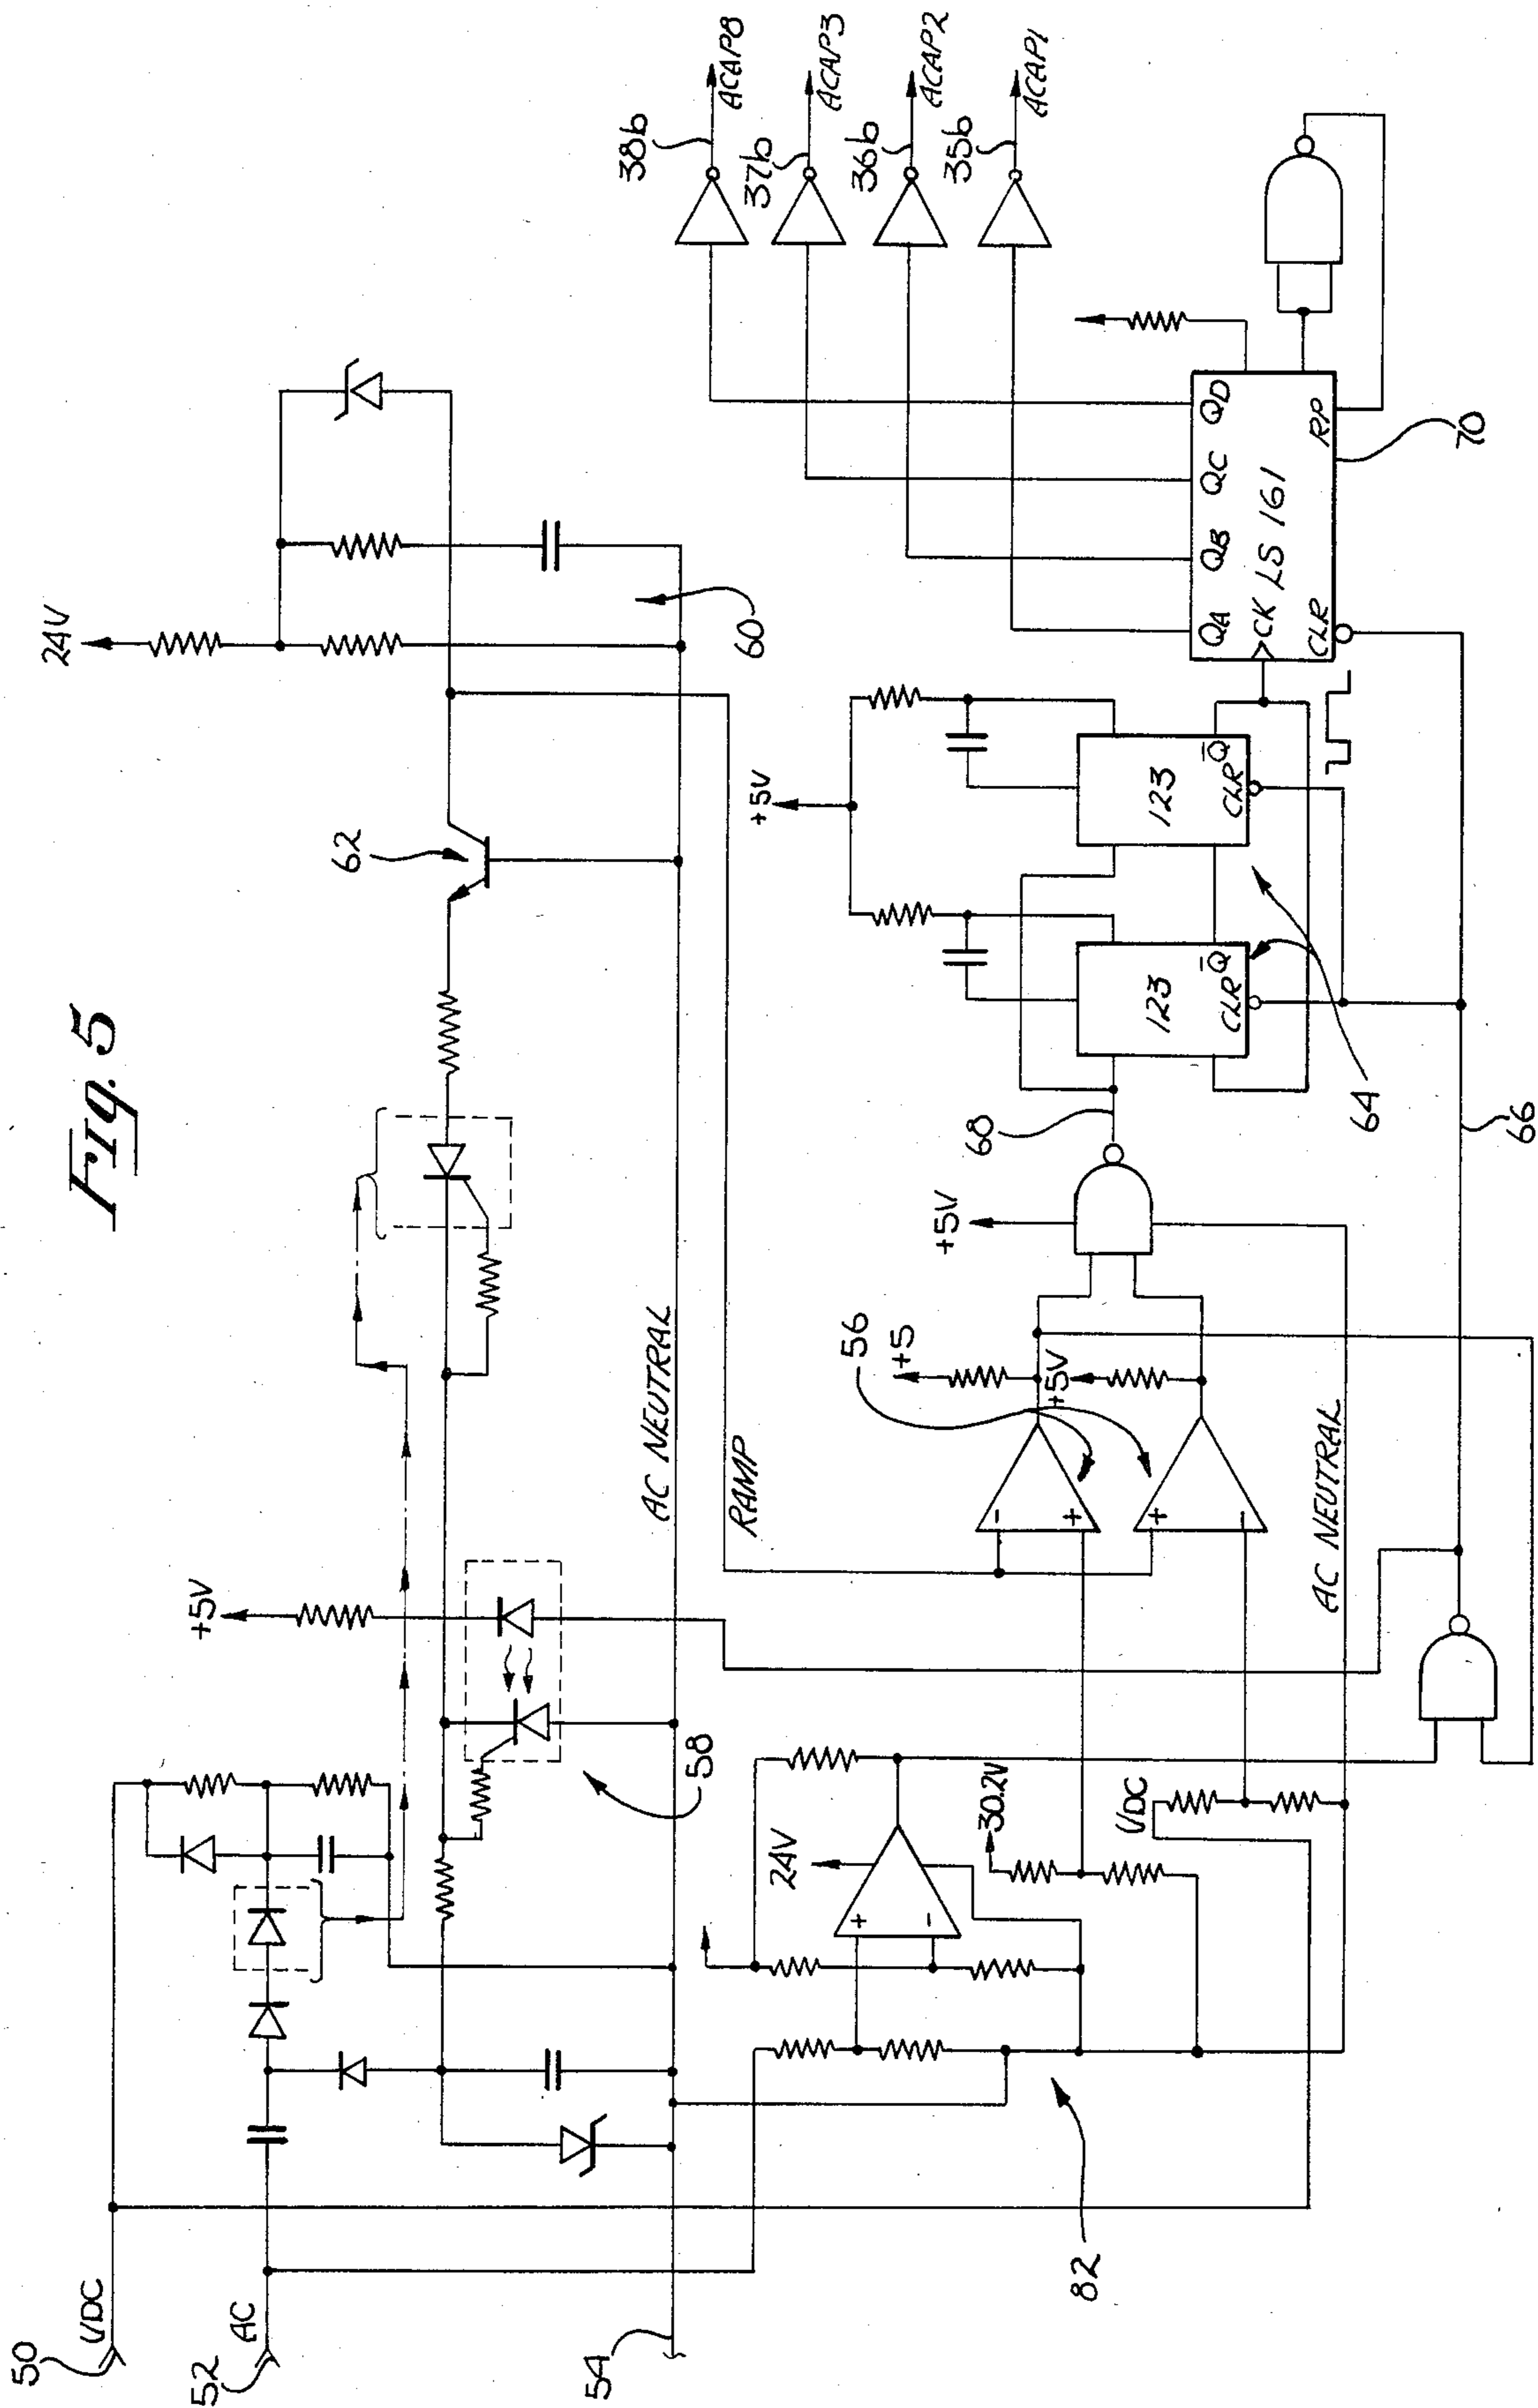 Fig. 5
50
VDC
52
AC
54
+5V
58
AC NEUTRAL
RAMP
62
24V
60
82
24V
+
-
30.2V
VDC
56
+5
+5V
-
+
+
-
AC NEUTRAL
+5V
68
66
64
+5V
123
CLR
Q̄
123
CLR
Q̄
QA
QB
QC
QD
CK
LS 161
CLR
RP
70
38b
ACAP8
37b
ACAP3
36b
ACAP2
35b
ACAP1